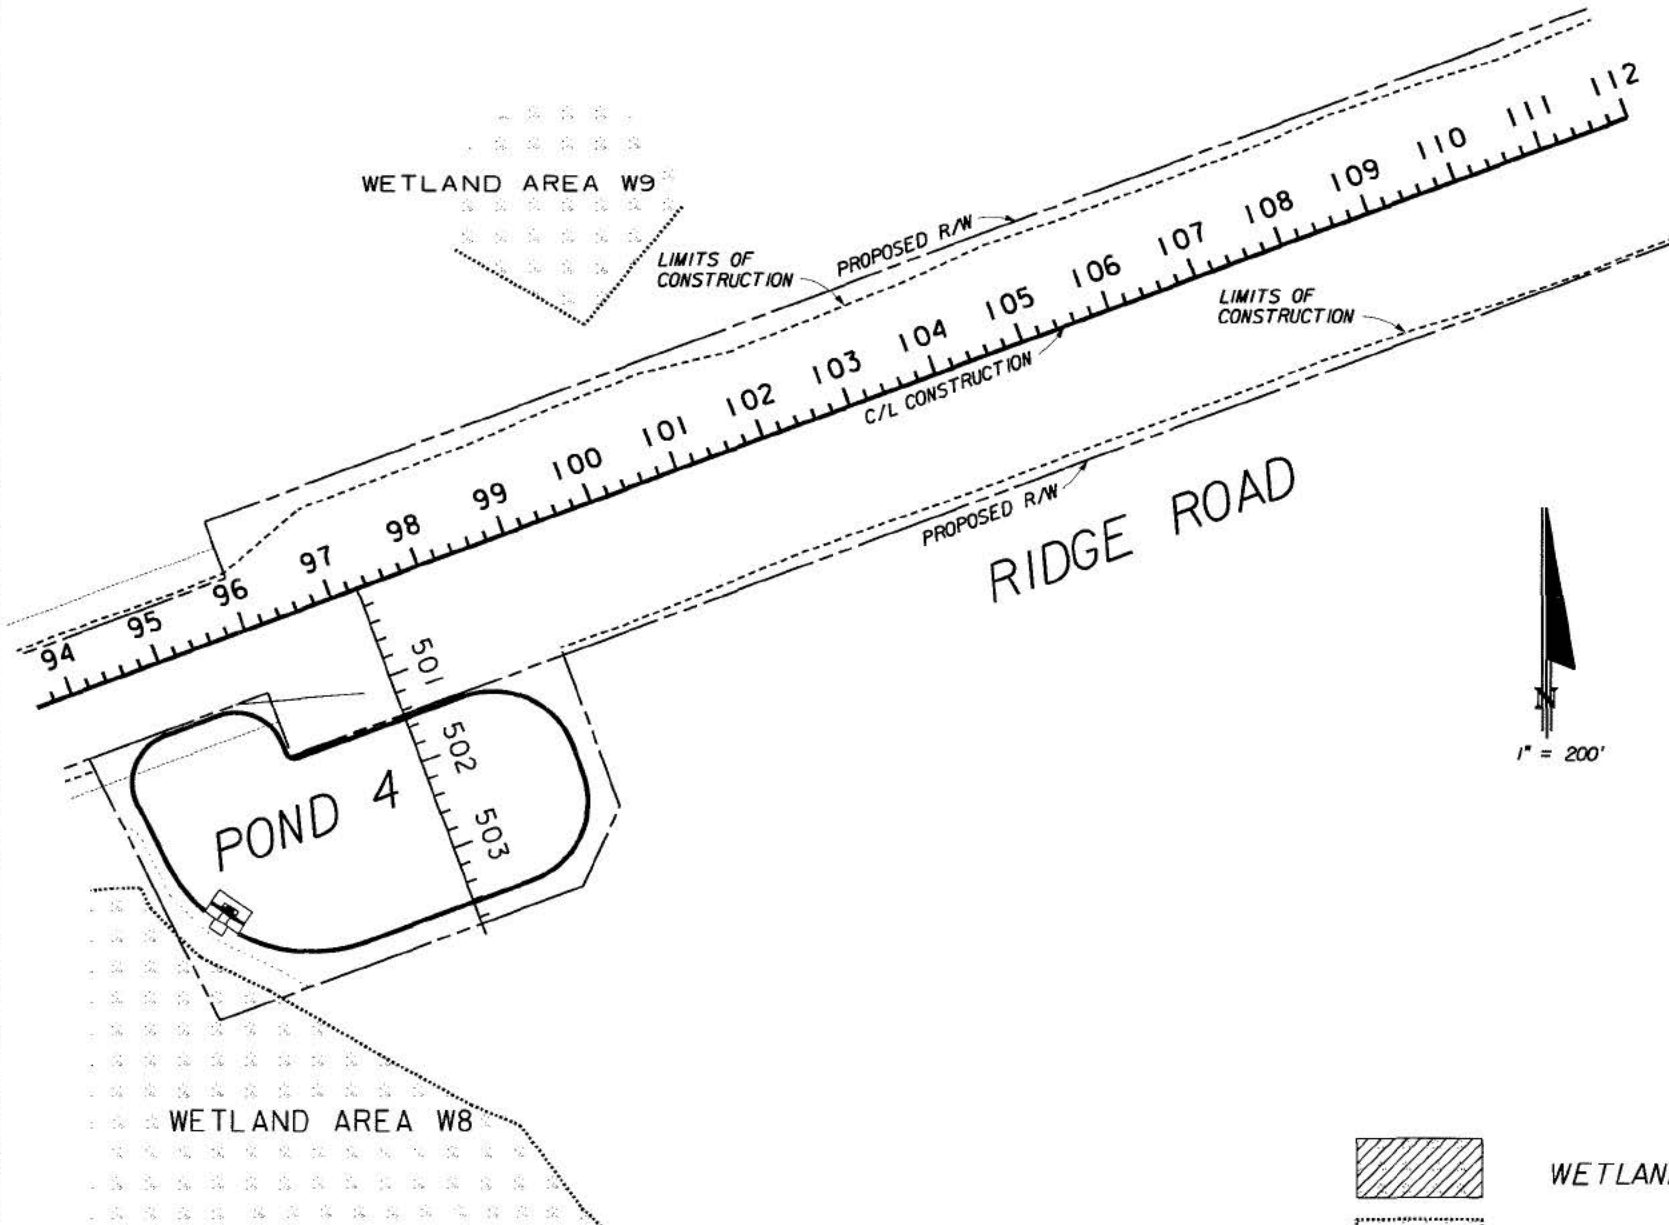 112
111
110
109
108
107
106
105
104
103
102
101
100
99
98
97
96
95
94
WETLAND AREA W9
LIMITS OF
CONSTRUCTION
PROPOSED R/W
C/L CONSTRUCTION
LIMITS OF
CONSTRUCTION
PROPOSED R/W
RIDGE ROAD
N
1" = 200'
501
502
503
POND 4
WETLAND AREA W8